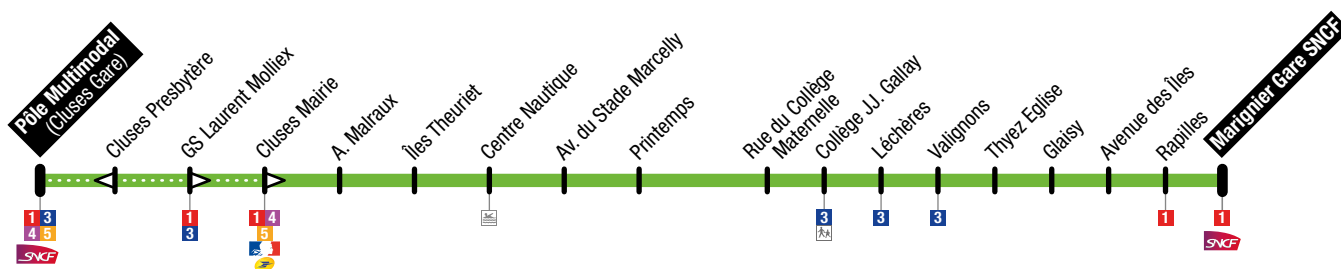 Pôle Multimodal
(Cluses Gare)
Cluses Presbytère
GS Laurent Molliex
Cluses Mairie
A. Malraux
Îles Theuriet
Centre Nautique
Av. du Stade Marcelly
Printemps
Rue du Collège
Maternelle
Collège JJ. Gallay
Léchères
Valignons
Thyez Eglise
Glaisy
Avenue des Îles
Rapilles
Marignier Gare SNCF
1 3
4 5
SNCF
1
3
1 4
5
3
3
3
1
1
SNCF